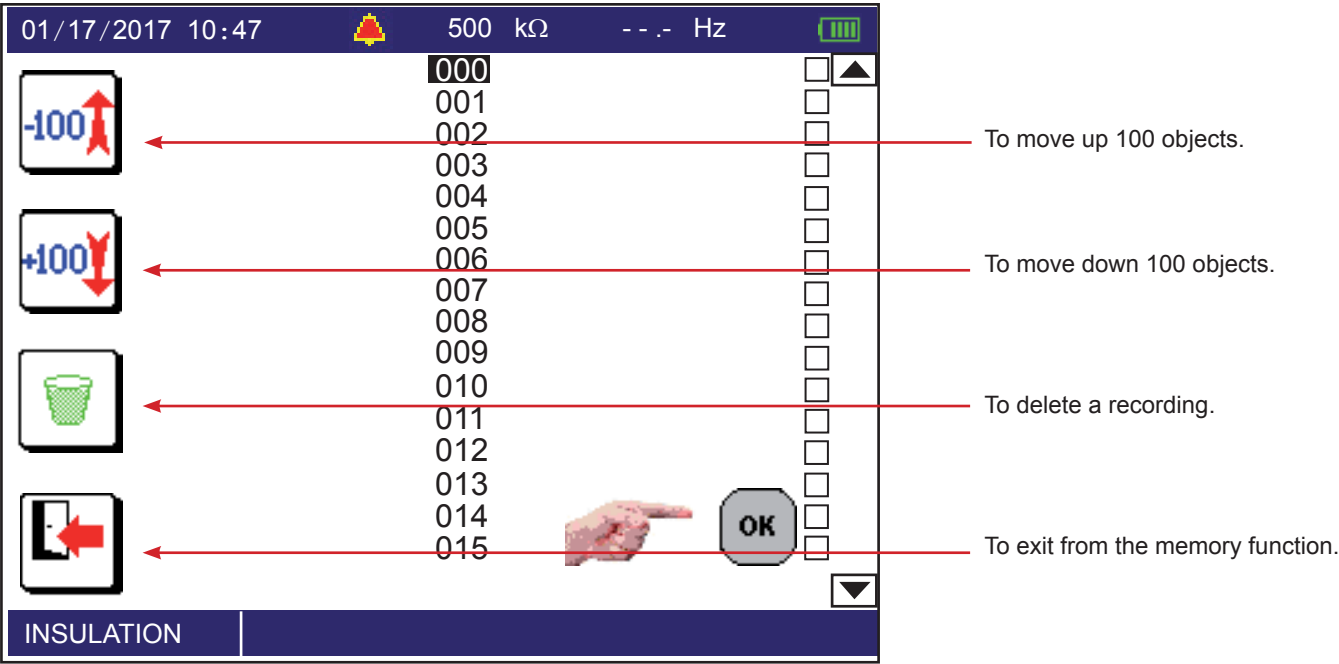 01/17/2017 10:47 500 kΩ - - .- Hz
000
001
-100
002
To move up 100 objects.
003
004
005
+100
006
To move down 100 objects.
007
008
009
010
To delete a recording.
011
012
013
014
OK
015
To exit from the memory function.
INSULATION